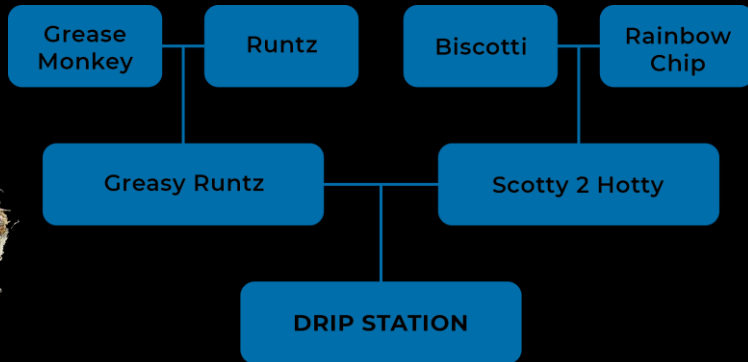 Grease
Monkey
Runtz
Biscotti
Rainbow
Chip
Greasy Runtz
Scotty 2 Hotty
DRIP STATION